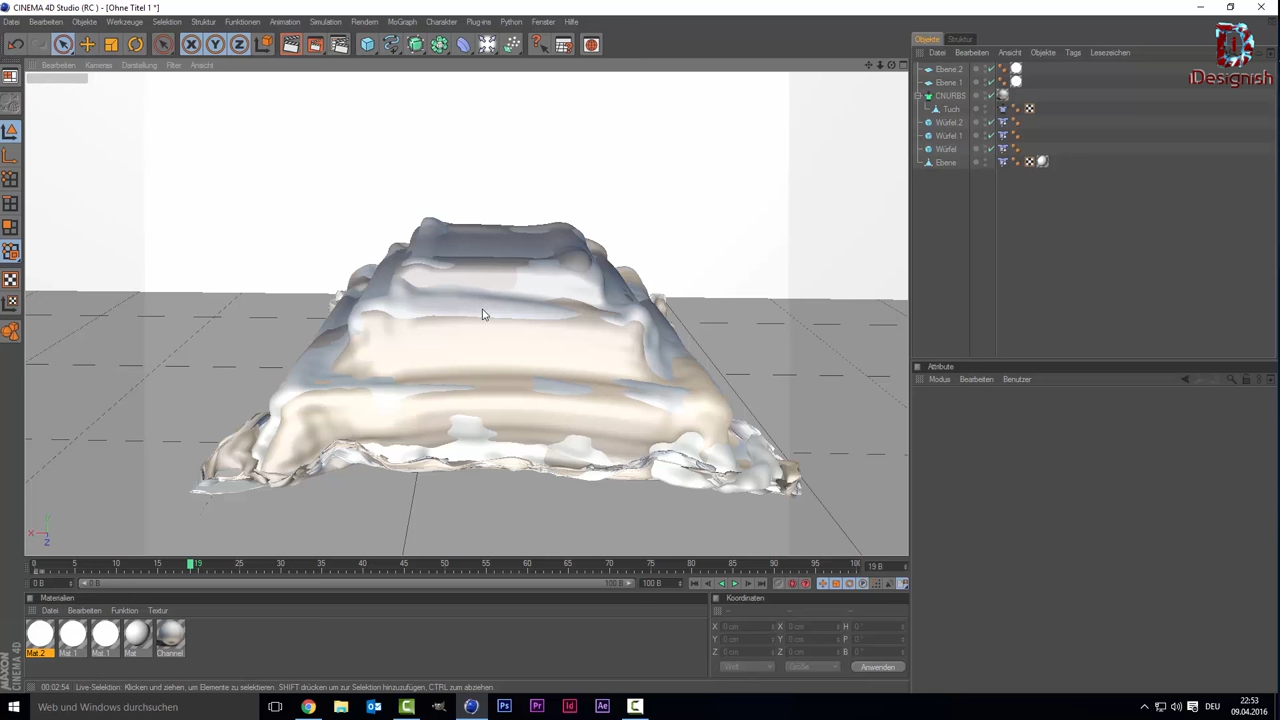 CINEMA 4D Studio (RC ) - [Ohne Titel 1 *]
Datei Bearbeiten Objekte Werkzeuge Selektion Struktur Funktionen Animation Simulation Rendern MoGraph Charakter Plug-ins Python Fenster Hilfe
X Y Z
Objekte Struktur
iDesignish
Datei Bearbeiten Ansicht Objekte Tags Lesezeichen
Bearbeiten Kameras Darstellung Filter Ansicht
Ebene.2
Ebene.1
CNURBS
Tuch
Würfel.2
Würfel.1
Würfel
Ebene
Attribute
Modus Bearbeiten Benutzer
Y
X
Z
0 5 10 15 19 25 30 35 40 45 50 55 60 65 70 75 80 85 90 95 100 19 B
0 B 0 B 100 B 100 B
Materialien
Datei Bearbeiten Funktion Textur
Mat.2 Mat.1 Mat.1 Mat Channel
Koordinaten
-- -- --
X 0 cm X 0 cm H 0 °
Y 0 cm Y 0 cm P 0 °
Z 0 cm Z 0 cm B 0 °
Welt Größe Anwenden
MAXON CINEMA 4D
00:02:54 Live-Selektion: Klicken und ziehen, um Elemente zu selektieren. SHIFT drücken um zur Selektion hinzuzufügen, CTRL zum abziehen.
Web und Windows durchsuchen
Ps Pr Id Ae C
DEU
22:53
09.04.2016